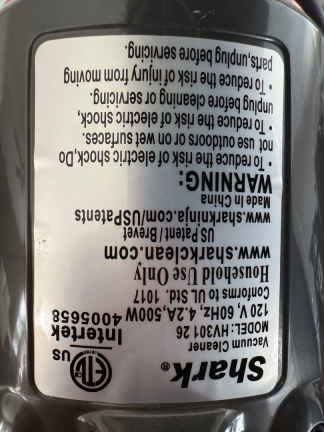 Shark®
Vacuum Cleaner
MODEL: HV301 26
120 V, 60Hz, 4.2A,500W
Conforms to UL Std. 1017
Household Use Only
ETL
US
Intertek
4005658
www.sharkclean.com
US.Patent / Brevet
www.sharkninja.com/USPatents
Made in China
WARNING:
• To reduce the risk of electric shock,Do
not use outdoors or on wet surfaces.
• To reduce the risk of electric shock,
unplug before cleaning or servicing.
• To reduce the risk of injury from moving
parts,unplug before servicing.